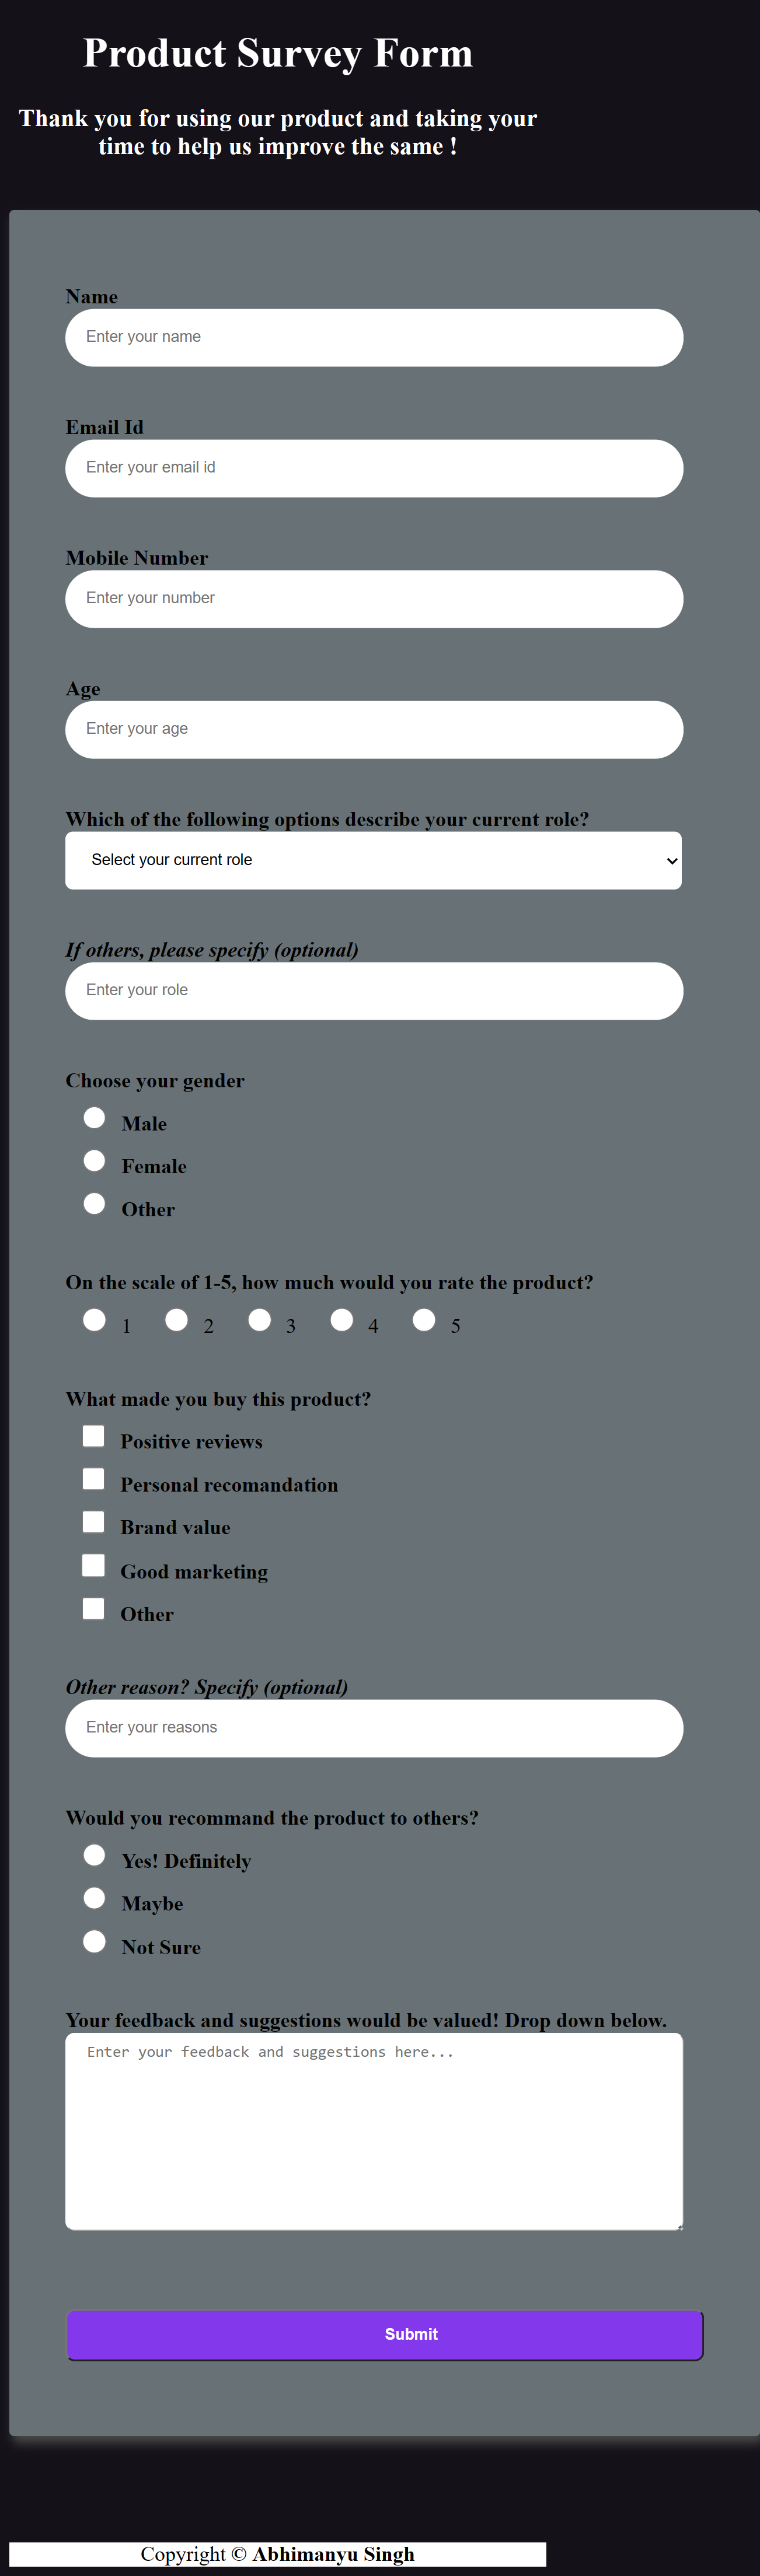 Product Survey Form
Thank you for using our product and taking your
time to help us improve the same !
Name
Enter your name
Email Id
Enter your email id
Mobile Number
Enter your number
Age
Enter your age
Which of the following options describe your current role?
Select your current role
If others, please specify (optional)
Enter your role
Choose your gender
Male
Female
Other
On the scale of 1-5, how much would you rate the product?
1 2 3 4 5
What made you buy this product?
Positive reviews
Personal recomandation
Brand value
Good marketing
Other
Other reason? Specify (optional)
Enter your reasons
Would you recommand the product to others?
Yes! Definitely
Maybe
Not Sure
Your feedback and suggestions would be valued! Drop down below.
Enter your feedback and suggestions here...
Submit
Copyright © Abhimanyu Singh